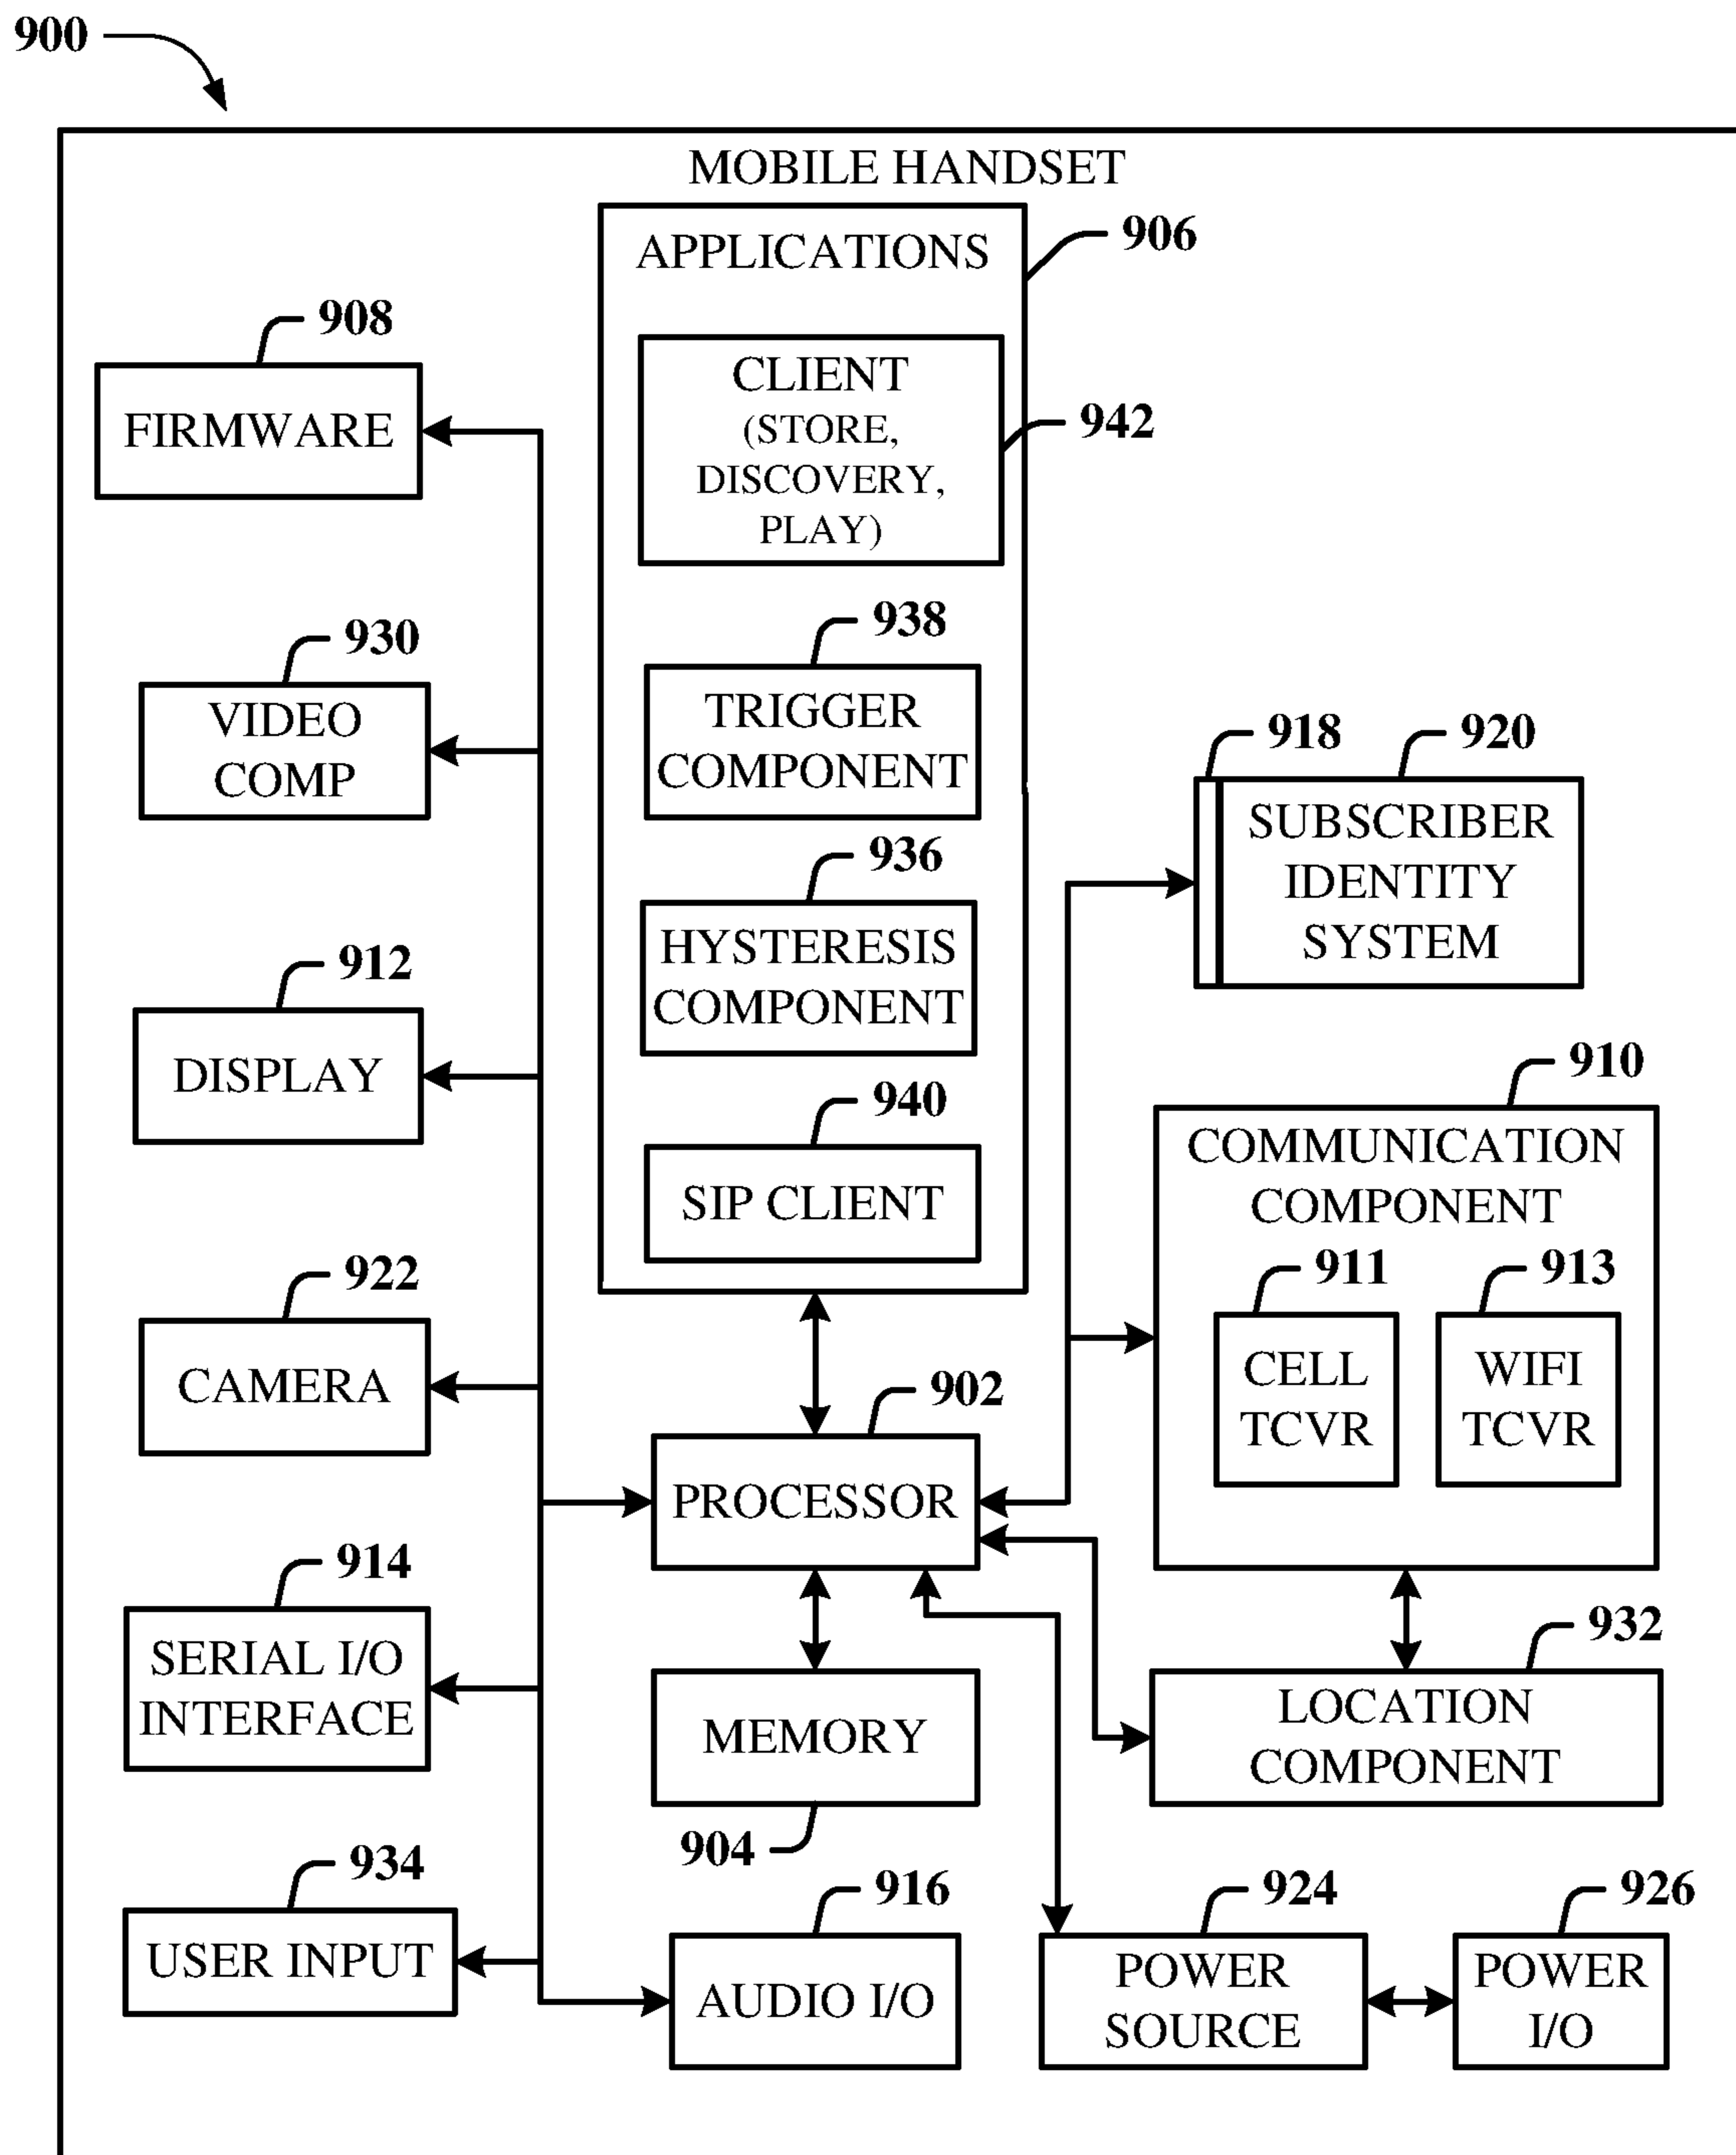 900
MOBILE HANDSET
APPLICATIONS
906
CLIENT
(STORE,
DISCOVERY,
PLAY)
942
938
TRIGGER
COMPONENT
936
HYSTERESIS
COMPONENT
940
SIP CLIENT
908
FIRMWARE
930
VIDEO
COMP
912
DISPLAY
922
CAMERA
914
SERIAL I/O
INTERFACE
934
USER INPUT
902
PROCESSOR
MEMORY
904
916
AUDIO I/O
918
920
SUBSCRIBER
IDENTITY
SYSTEM
910
COMMUNICATION
COMPONENT
911
CELL
TCVR
913
WIFI
TCVR
932
LOCATION
COMPONENT
924
POWER
SOURCE
926
POWER
I/O